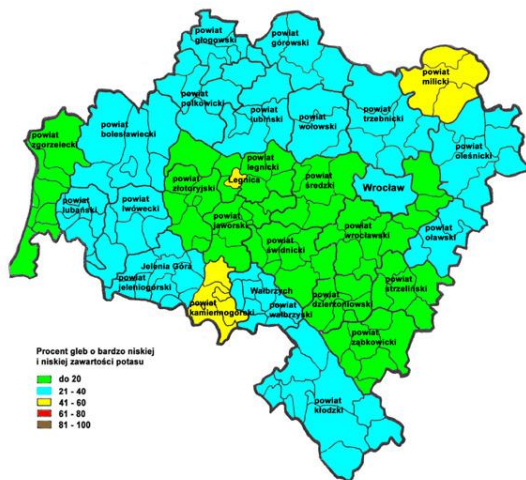 powiat
głogowski
powiat
górowski
powiat
milicki
powiat
polkowicki
powiat
lubiński
powiat
wołowski
powiat
trzebnicki
powiat
oleśnicki
powiat
zgorzelecki
powiat
bolesławiecki
powiat
legnicki
Legnica
powiat
złotoryjski
powiat
średzki
Wrocław
powiat
lubański
powiat
lwówecki
powiat
jaworski
powiat
wrocławski
powiat
oławski
powiat
świdnicki
Jelenia Góra
powiat
jeleniogórski
powiat
kamiennogórski
Wałbrzych
powiat
wałbrzyski
powiat
dzierżoniowski
powiat
strzeliński
powiat
ząbkowicki
powiat
kłodzki
Procent gleb o bardzo niskiej
i niskiej zawartości potasu
do 20
21 - 40
41 - 60
61 - 80
81 - 100